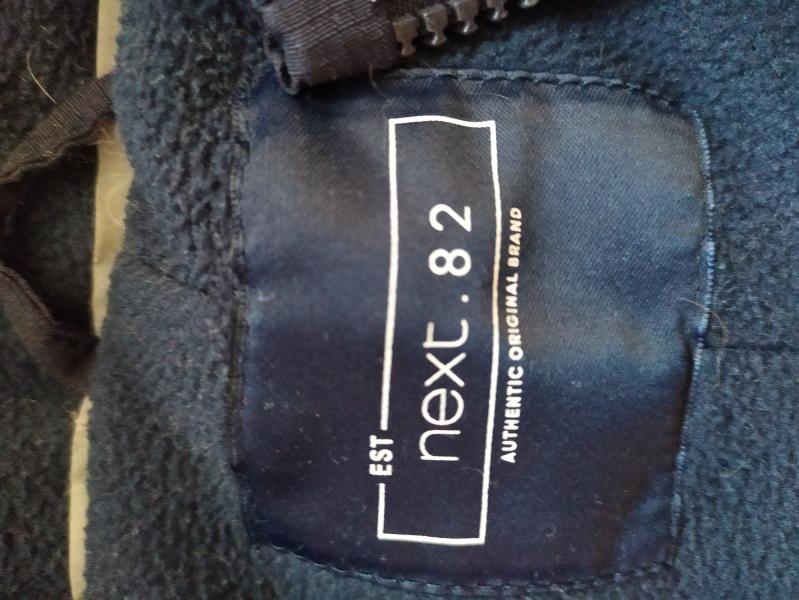 EST
next.82
AUTHENTIC ORIGINAL BRAND